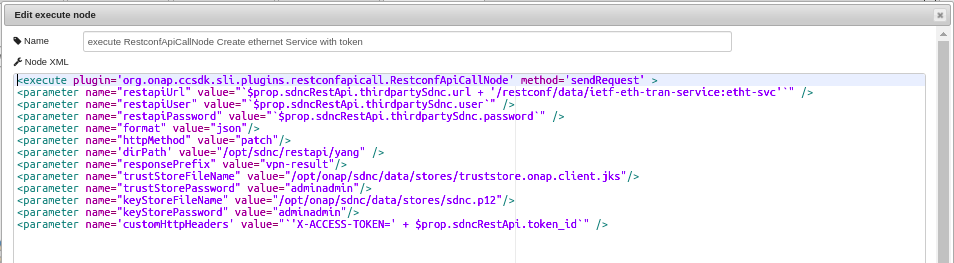 Edit execute node
Name
execute RestconfApiCallNode Create ethernet Service with token
Node XML
<execute plugin='org.onap.ccsdk.sli.plugins.restconfapicall.RestconfApiCallNode' method='sendRequest' >
<parameter name="restapiUrl" value="`$prop.sdncRestApi.thirdpartySdnc.url + '/restconf/data/ietf-eth-tran-service:etht-svc'`" />
<parameter name="restapiUser" value="`$prop.sdncRestApi.thirdpartySdnc.user`" />
<parameter name="restapiPassword" value="`$prop.sdncRestApi.thirdpartySdnc.password`" />
<parameter name="format" value="json"/>
<parameter name="httpMethod" value="patch"/>
<parameter name='dirPath' value="/opt/sdnc/restapi/yang" />
<parameter name="responsePrefix" value="vpn-result"/>
<parameter name="trustStoreFileName" value="/opt/onap/sdnc/data/stores/truststore.onap.client.jks"/>
<parameter name="trustStorePassword" value="adminadmin"/>
<parameter name="keyStoreFileName" value="/opt/onap/sdnc/data/stores/sdnc.p12"/>
<parameter name="keyStorePassword" value="adminadmin"/>
<parameter name='customHttpHeaders' value="`'X-ACCESS-TOKEN=' + $prop.sdncRestApi.token_id`" />